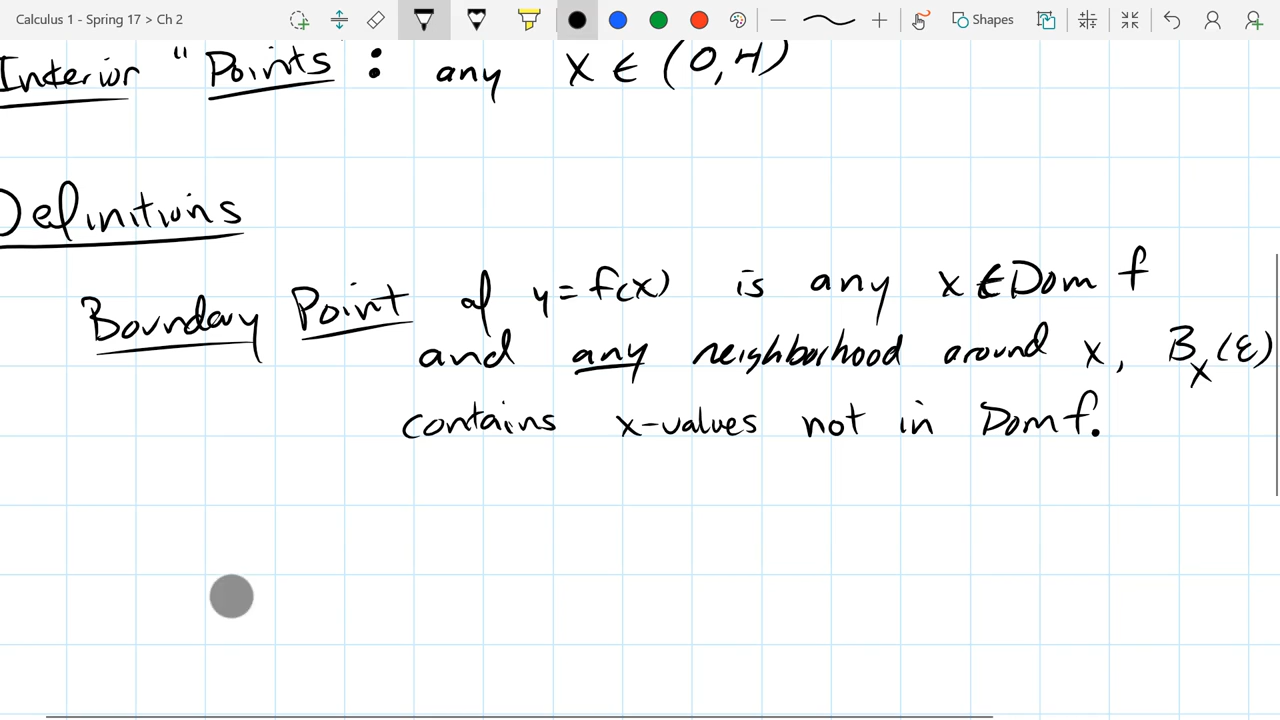 Calculus 1 - Spring 17 > Ch 2
Shapes
Interior "Points": any x ∈ (0,4)
Definitions
Boundary Point of y = f(x) is any x ∈ Dom f
and any neighborhood around x, Bₓ(ε)
contains x-values not in Dom f.